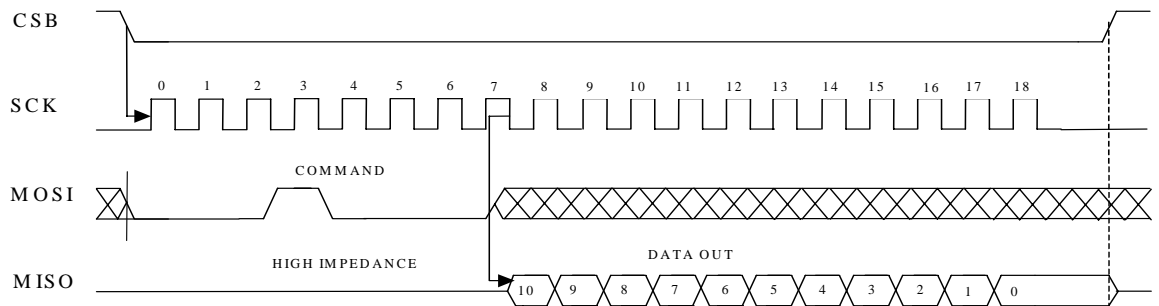 CSB
0 1 2 3 4 5 6 7 8 9 10 11 12 13 14 15 16 17 18
SCK
COMMAND
MOSI
HIGH IMPEDANCE
DATA OUT
MISO
10 9 8 7 6 5 4 3 2 1 0